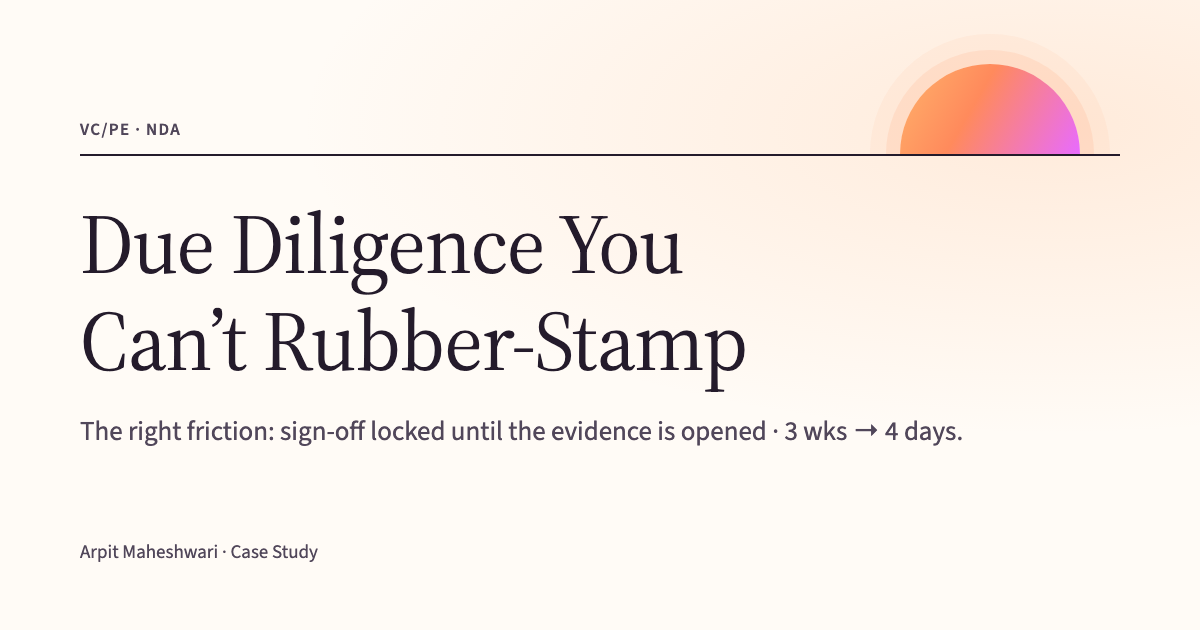 VC/PE · NDA
Due Diligence You
Can’t Rubber-Stamp
The right friction: sign-off locked until the evidence is opened · 3 wks → 4 days.
Arpit Maheshwari · Case Study